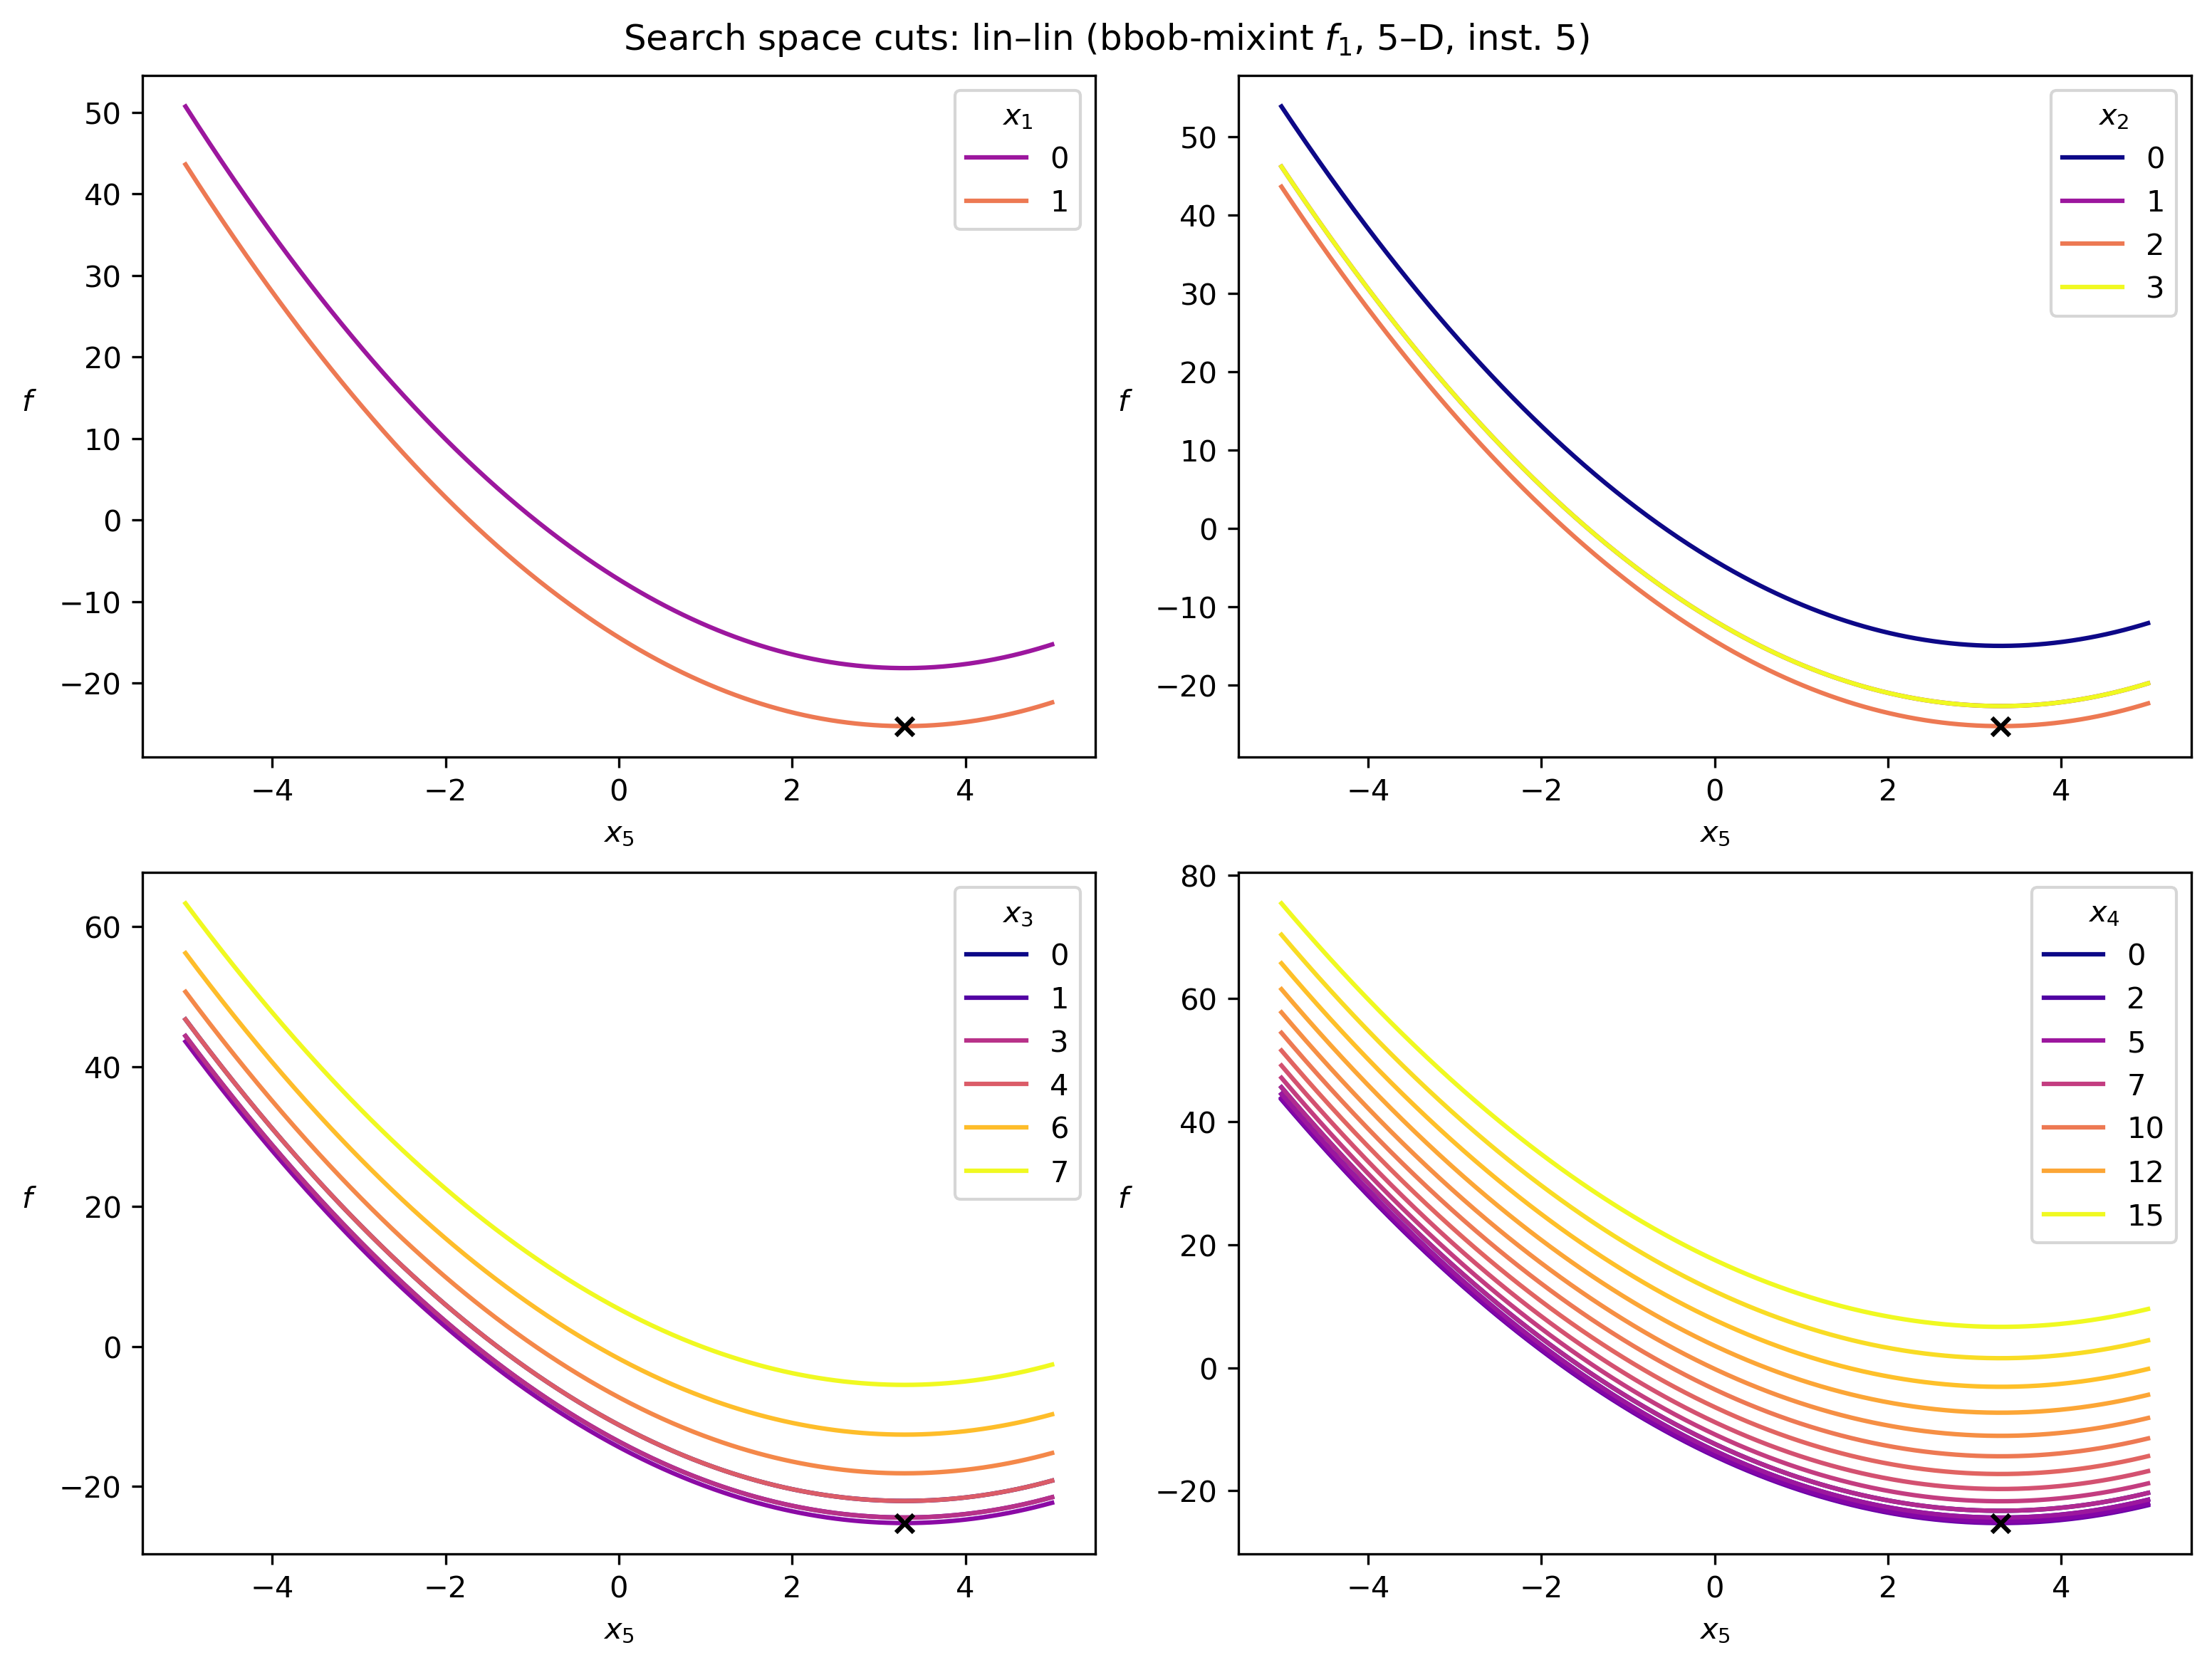 Search space cuts: lin–lin (bbob-mixint f₁, 5–D, inst. 5)
50
40
30
20
10
0
−10
−20
f
−4 −2 0 2 4
x₅
x₁
0
1
50
40
30
20
10
0
−10
−20
f
−4 −2 0 2 4
x₅
x₂
0
1
2
3
60
40
20
0
−20
f
−4 −2 0 2 4
x₅
x₃
0
1
3
4
6
7
80
60
40
20
0
−20
f
−4 −2 0 2 4
x₅
x₄
0
2
5
7
10
12
15